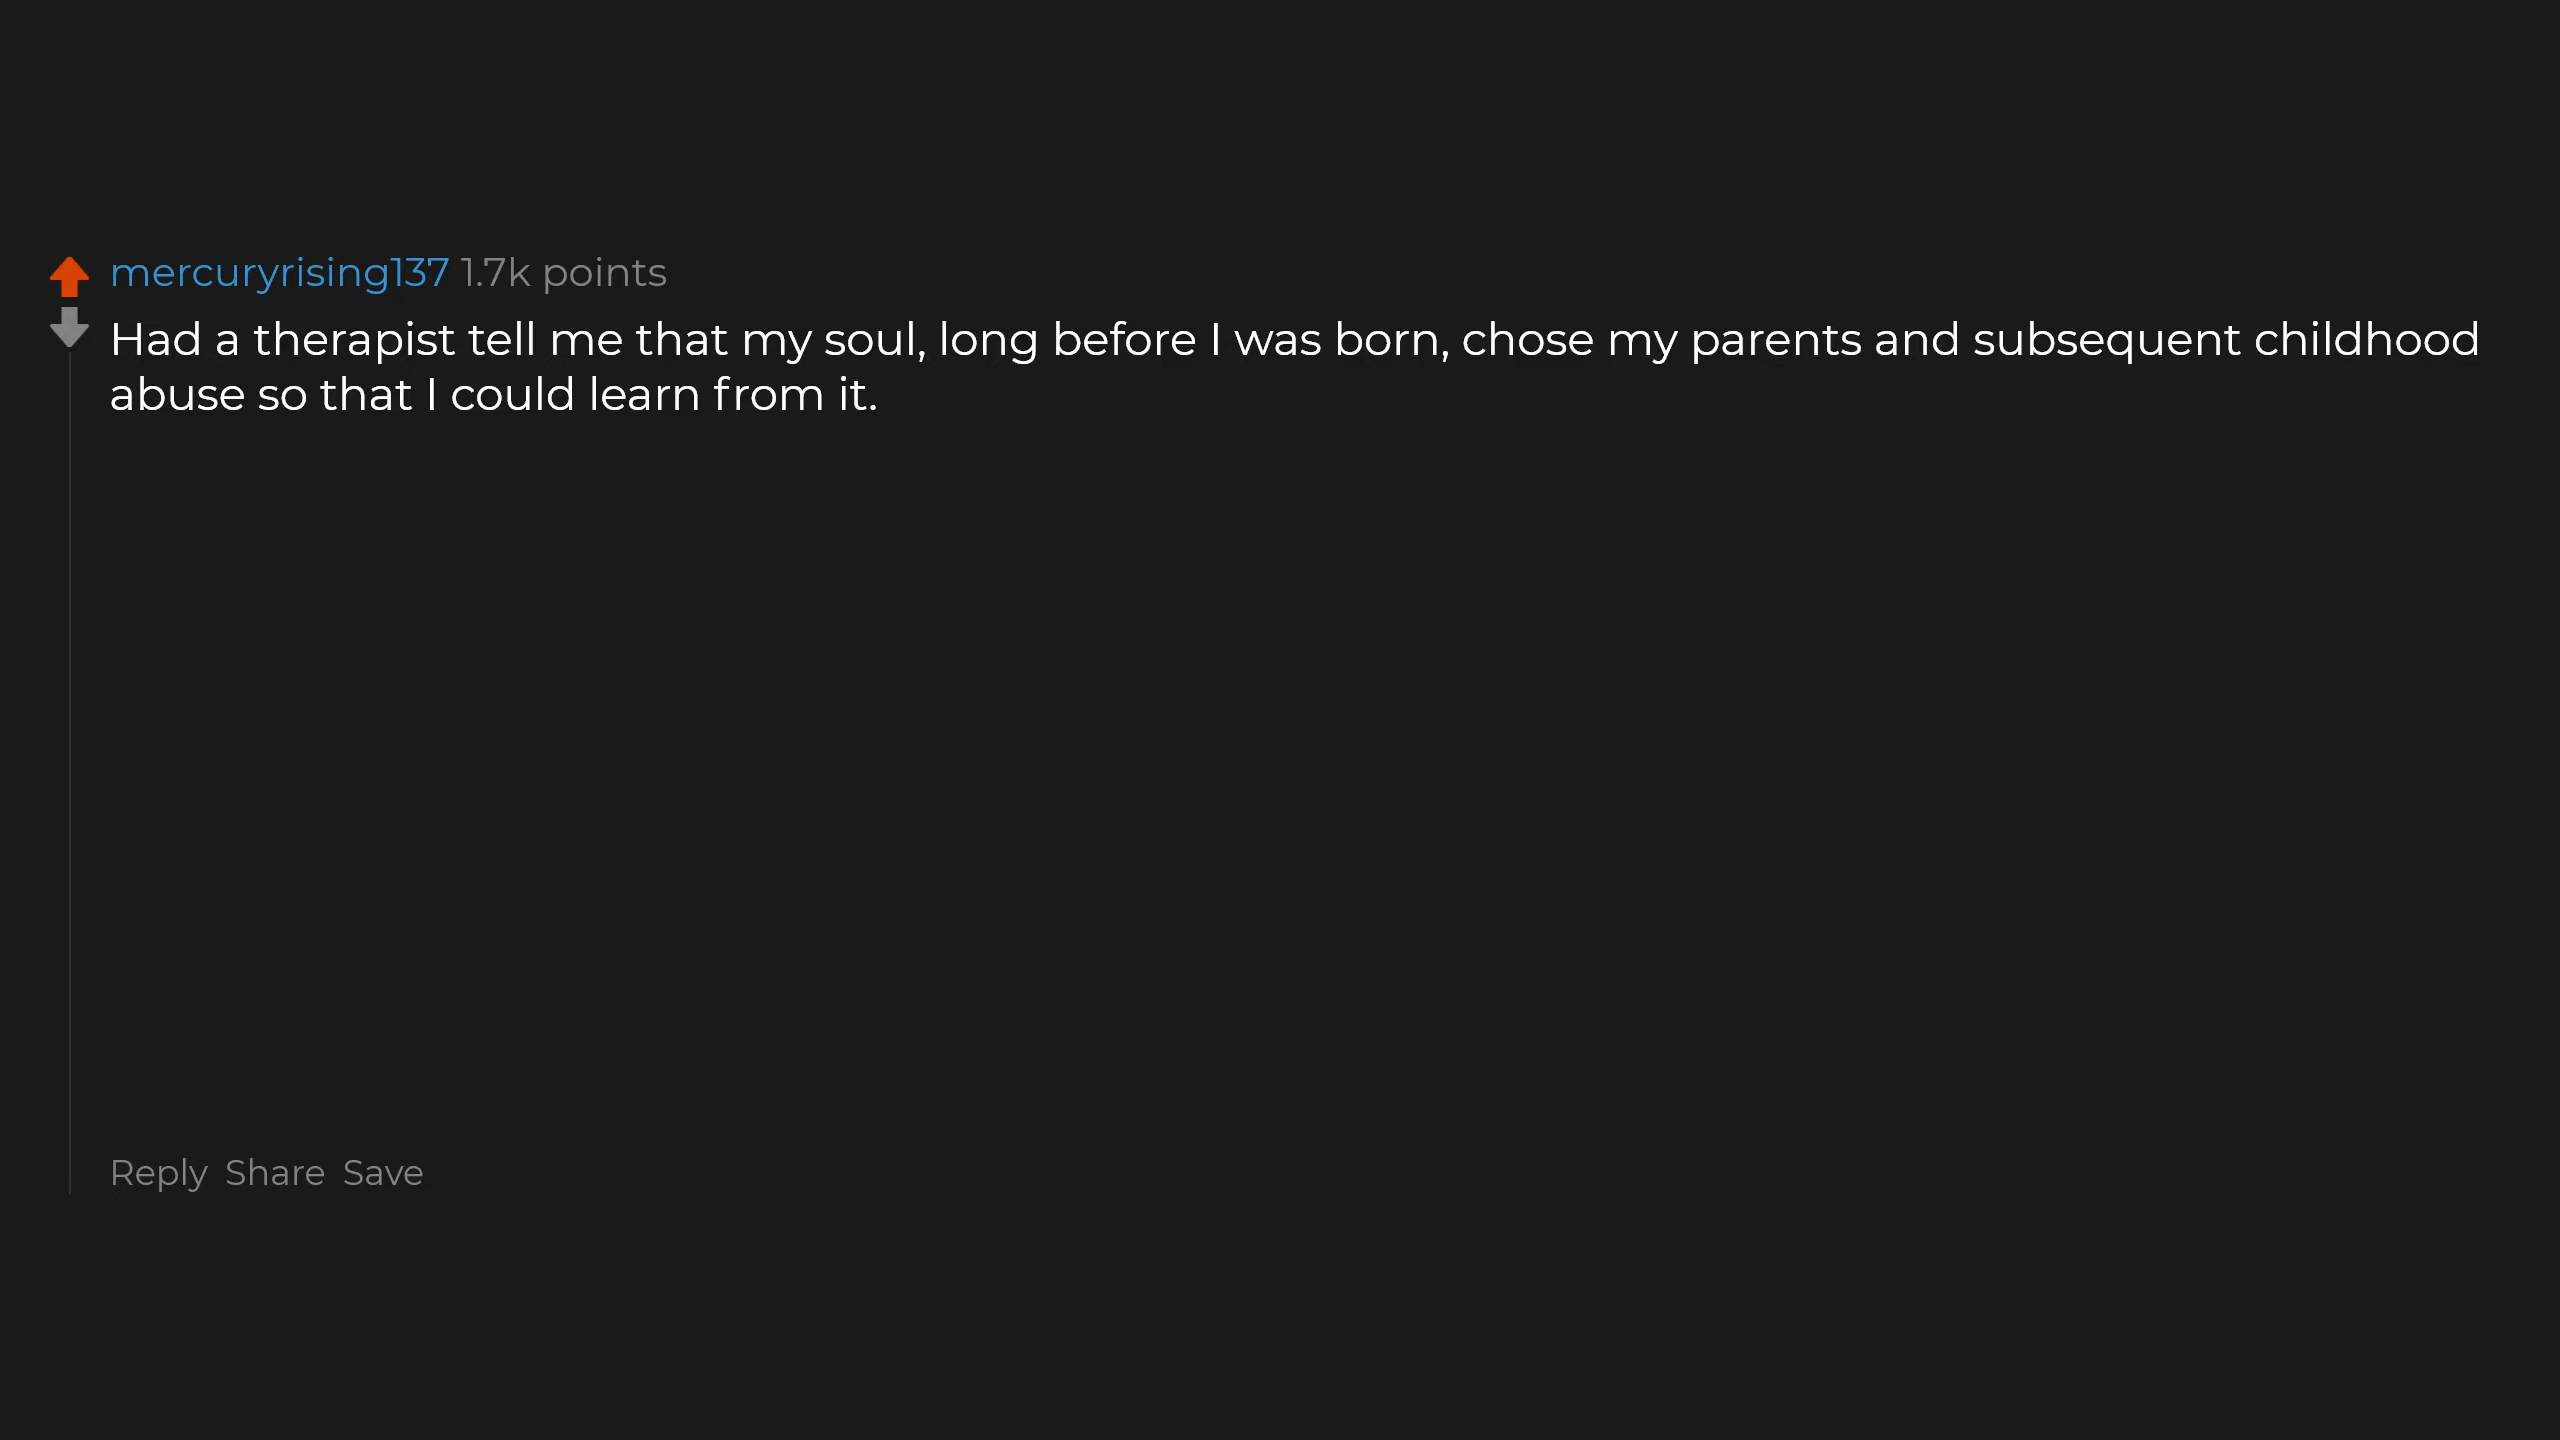 mercuryrising137 1.7k points
Had a therapist tell me that my soul, long before I was born, chose my parents and subsequent childhood
abuse so that I could learn from it.
Reply Share Save